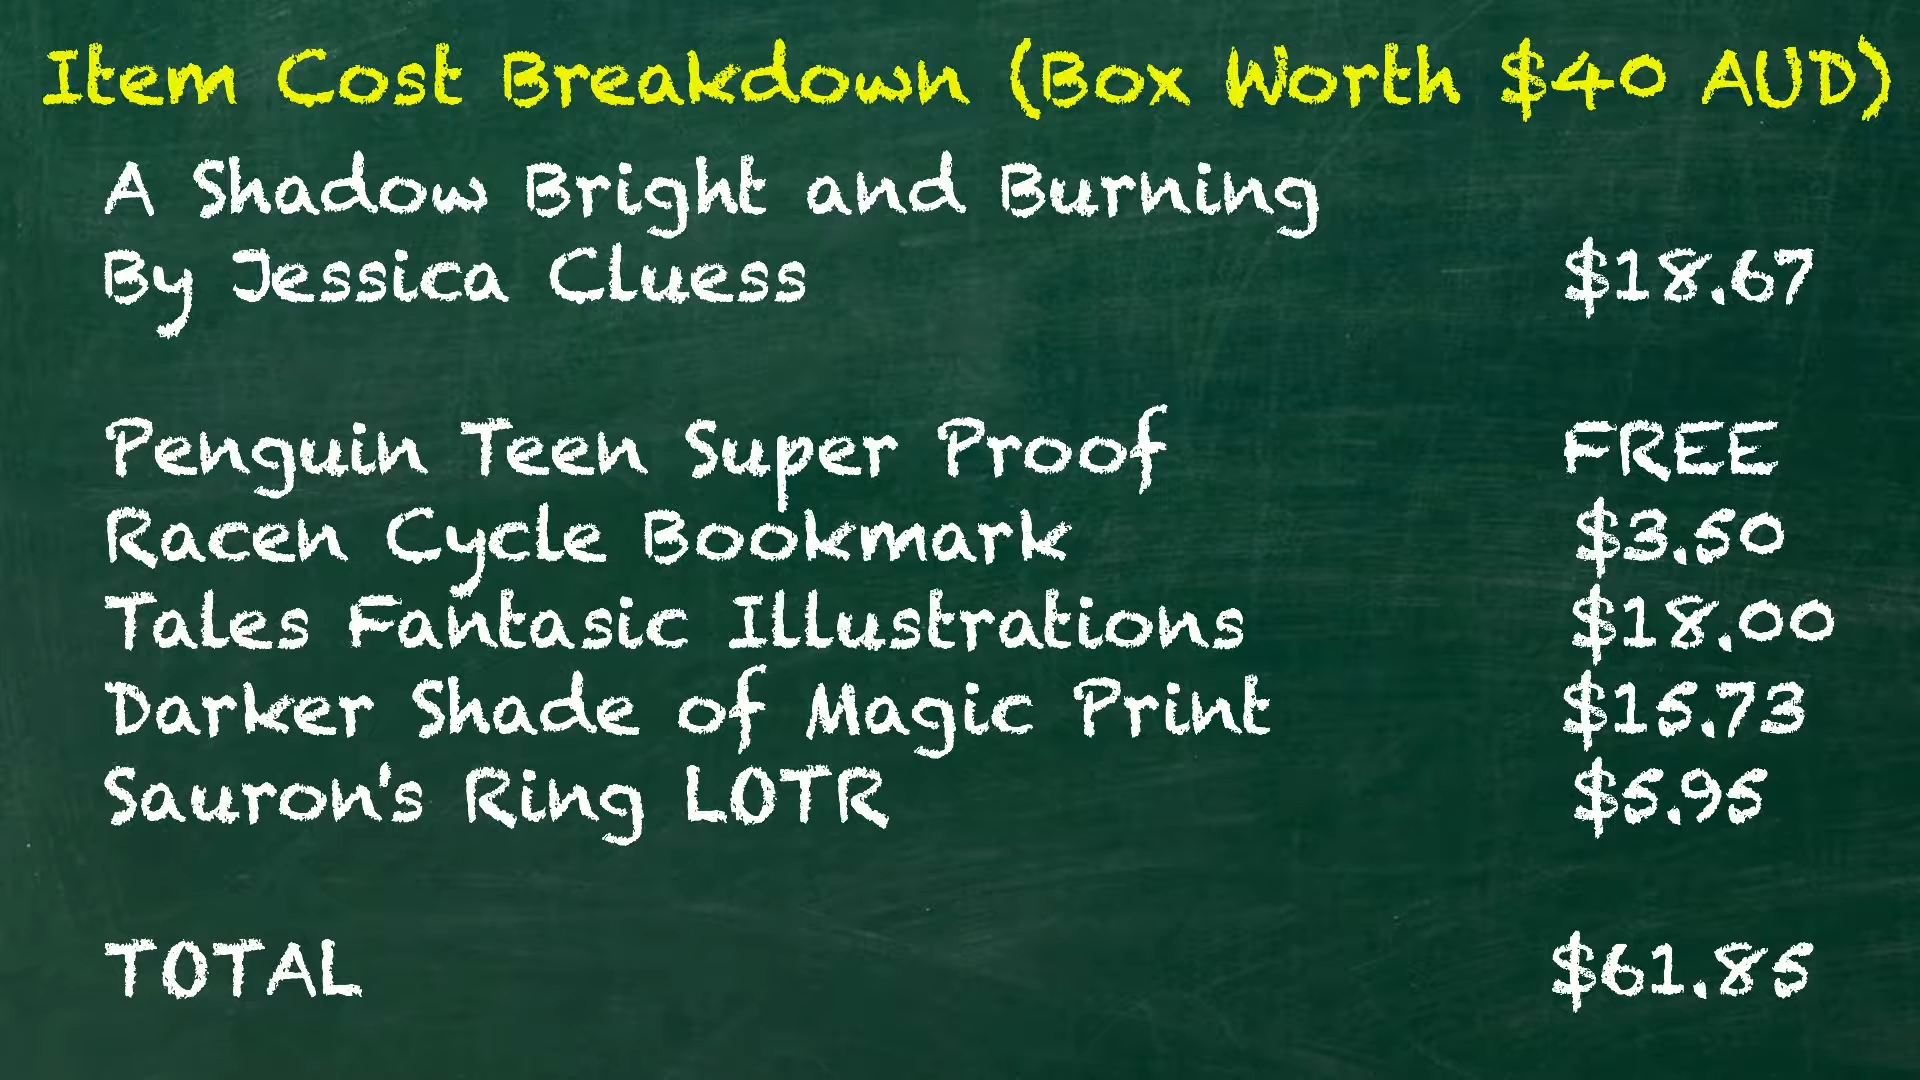 Item Cost Breakdown (Box Worth $40 AUD)
A Shadow Bright and Burning
By Jessica Cluess $18.67
Penguin Teen Super Proof FREE
Racen Cycle Bookmark $3.50
Tales Fantasic Illustrations $18.00
Darker Shade of Magic Print $15.73
Sauron's Ring LOTR $5.95
TOTAL $61.85